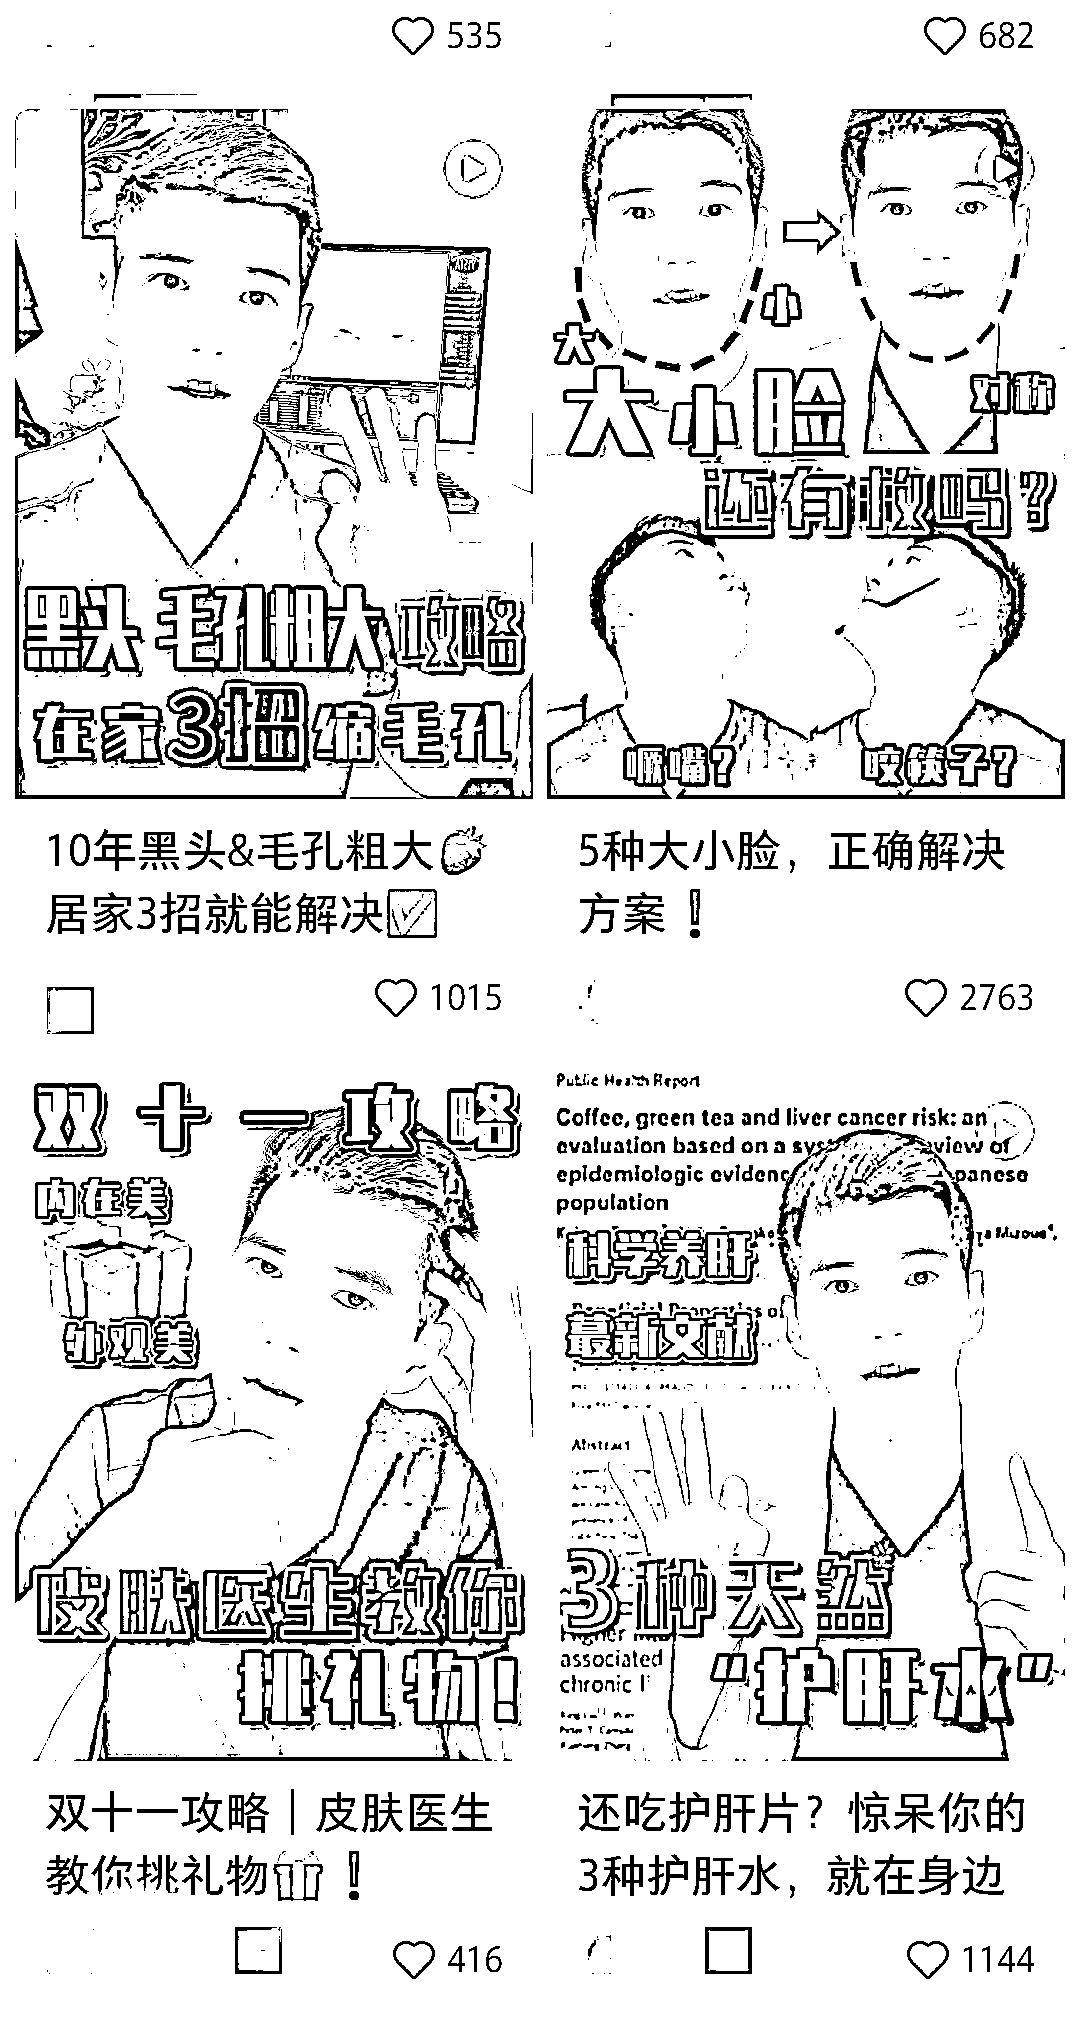 535
682
大
小
大小脸
对称
还有救吗?
噘嘴?
咬筷子?
黑头 毛孔粗大攻略
在家3招缩毛孔
10年黑头&毛孔粗大🍓
居家3招就能解决✅
5种大小脸，正确解决
方案❗
1015
2763
双十一攻略
内在美
外观美
皮肤医生教你
挑礼物!
Public Health Report
Coffee, green tea and liver cancer risk: an
evaluation based on a
view of
epidemiologic
panese
population
科学养肝
最新文献
Abstract
3种天然
associated
chronic
“护肝水”
双十一攻略｜皮肤医生
教你挑礼物🎁❗
还吃护肝片？惊呆你的
3种护肝水，就在身边
416
1144